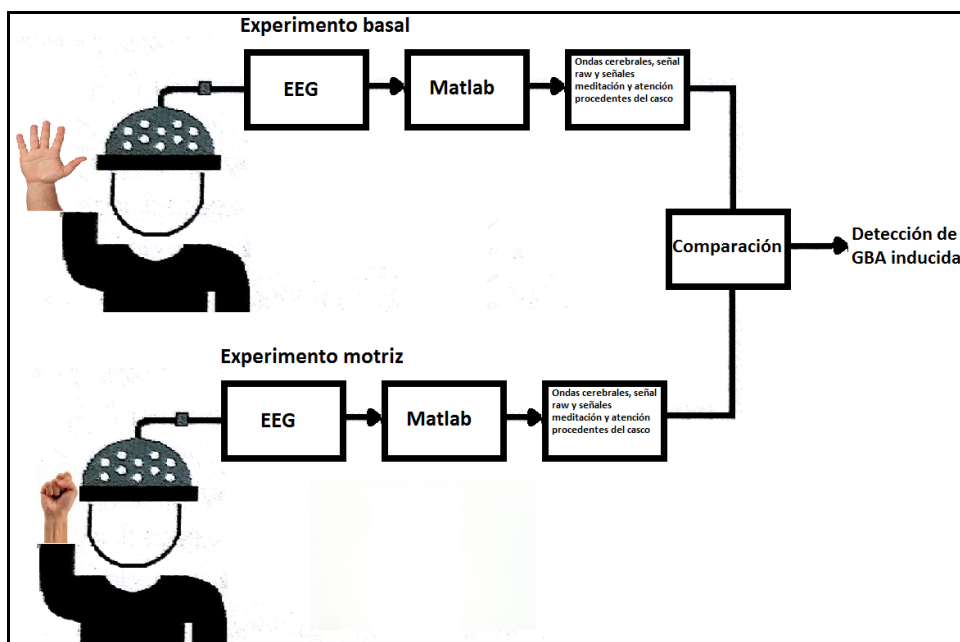 Experimento basal
EEG
Matlab
Ondas cerebrales, señal
raw y señales
meditación y atención
procedentes del casco
Comparación
Detección de
GBA inducida
Experimento motriz
EEG
Matlab
Ondas cerebrales, señal
raw y señales
meditación y atención
procedentes del casco